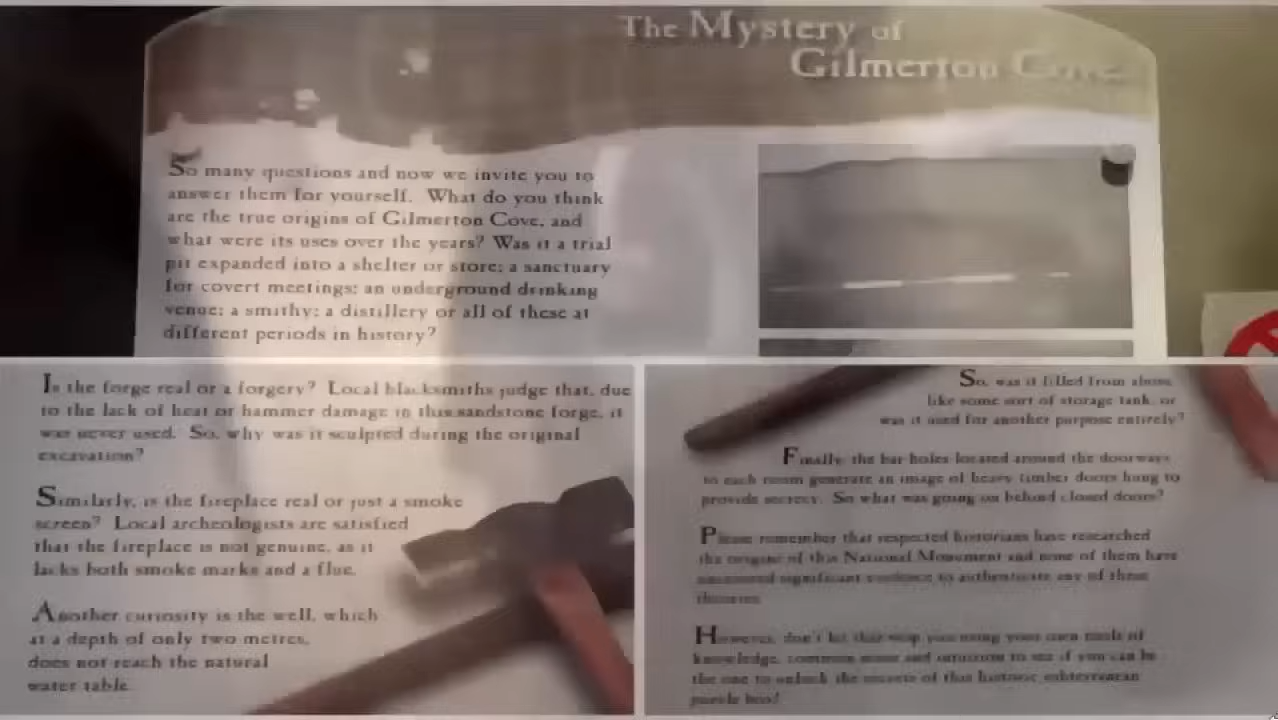 The Mystery of
Gilmerton Cove
So many questions and now we invite you to
answer them for yourself. What do you think
are the true origins of Gilmerton Cove, and
what were its uses over the years? Was it a trial
pit expanded into a shelter or store; a sanctuary
for covert meetings; an underground drinking
venue; a smithy; a distillery or all of these at
different periods in history?
Is the forge real or a forgery? Local blacksmiths judge that, due
to the lack of heat or hammer damage in this sandstone forge, it
was never used. So, why was it sculpted during the original
excavation?
Similarly, is the fireplace real or just a smoke
screen? Local archeologists are satisfied
that the fireplace is not genuine, as it
lacks both smoke marks and a flue.
Another curiosity is the well, which
at a depth of only two metres,
does not reach the natural
water table.
So, was it filled from above
like some sort of storage tank, or
was it used for another purpose entirely?
Finally, the bar holes located around the doorways
to each room generate an image of heavy timber doors hung to
provide secrecy. So what was going on behind closed doors?
Please remember that respected historians have researched
the origins of this National Monument and none of them have
uncovered significant evidence to authenticate any of these
theories.
However, don't let that stop you using your own tools of
knowledge, common sense and intuition to see if you can be
the one to unlock the secrets of this historic subterranean
puzzle box!